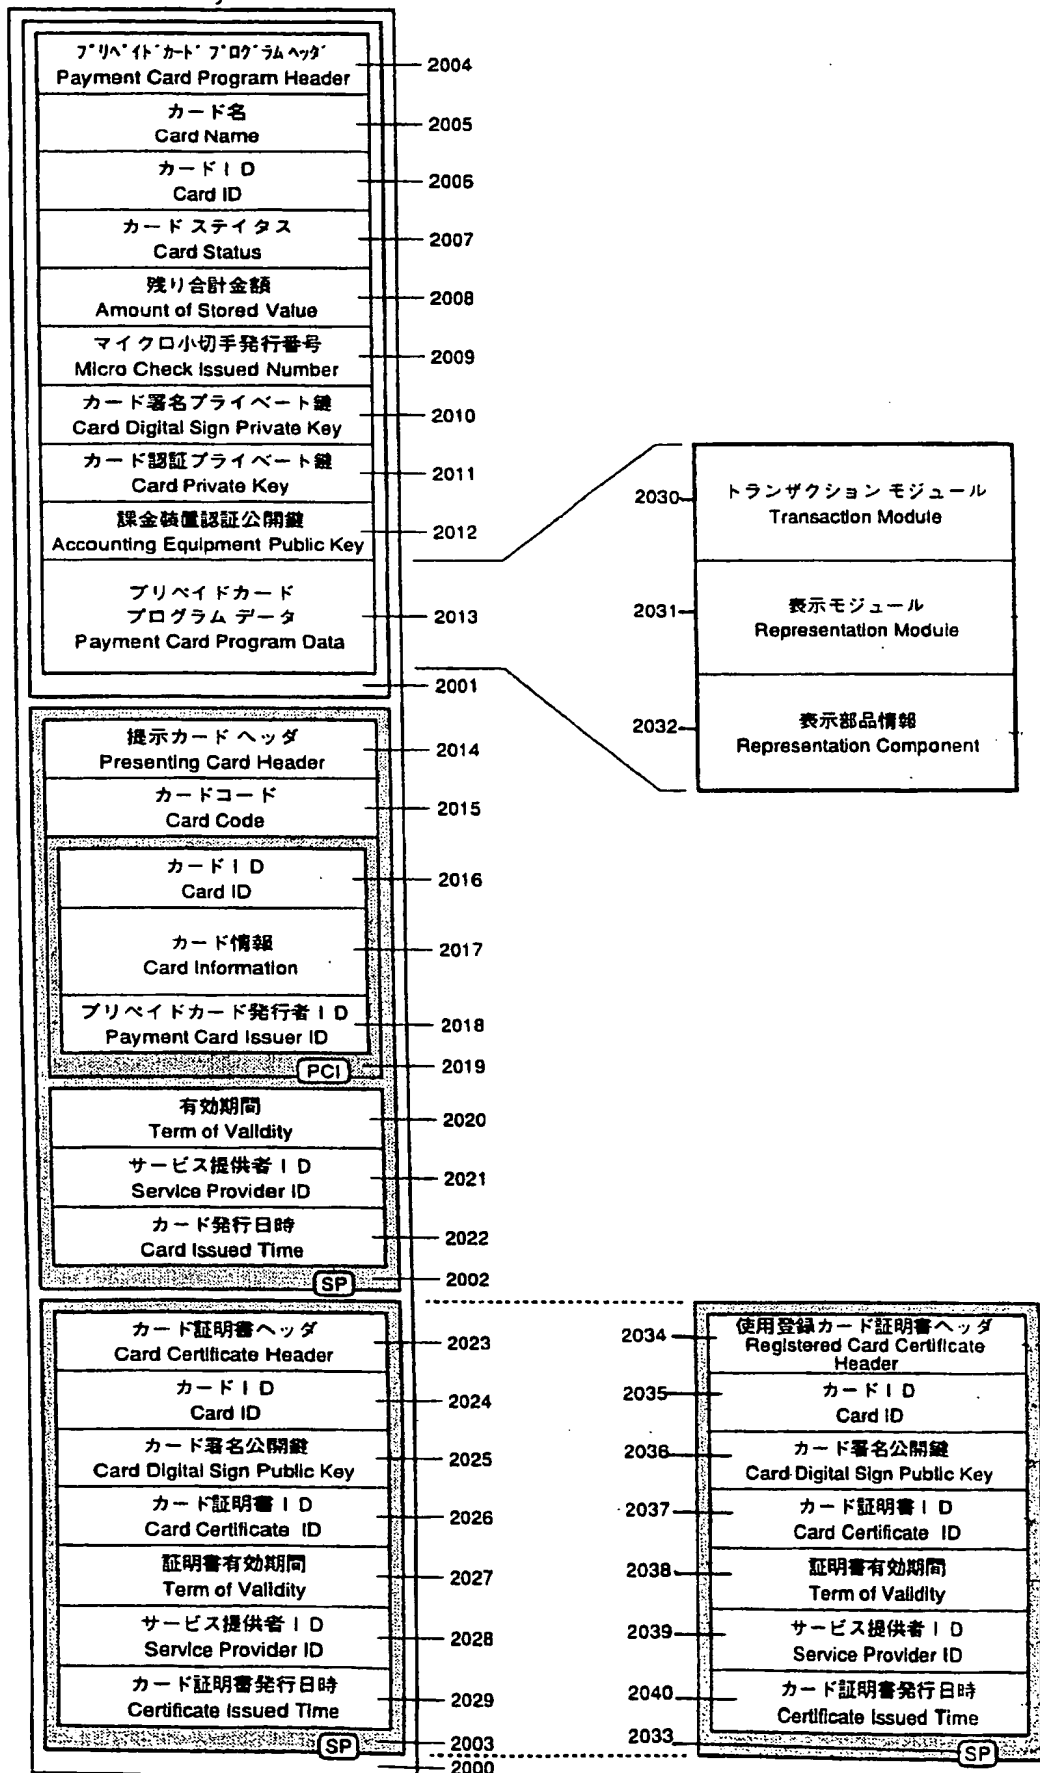 プリペイドカード プログラムヘッダ
Payment Card Program Header
2004
カード名
Card Name
2005
カードID
Card ID
2006
カード ステイタス
Card Status
2007
残り合計金額
Amount of Stored Value
2008
マイクロ小切手発行番号
Micro Check Issued Number
2009
カード署名プライベート鍵
Card Digital Sign Private Key
2010
カード認証プライベート鍵
Card Private Key
2011
課金装置認証公開鍵
Accounting Equipment Public Key
2012
プリペイドカード
プログラム データ
Payment Card Program Data
2013
2001
2030
トランザクション モジュール
Transaction Module
2031
表示モジュール
Representation Module
2032
表示部品情報
Representation Component
提示カード ヘッダ
Presenting Card Header
2014
カードコード
Card Code
2015
カードID
Card ID
2016
カード情報
Card Information
2017
プリペイドカード発行者ID
Payment Card Issuer ID
2018
PCI
2019
有効期間
Term of Validity
2020
サービス提供者ID
Service Provider ID
2021
カード発行日時
Card Issued Time
2022
SP
2002
カード証明書ヘッダ
Card Certificate Header
2023
カードID
Card ID
2024
カード署名公開鍵
Card Digital Sign Public Key
2025
カード証明書ID
Card Certificate ID
2026
証明書有効期間
Term of Validity
2027
サービス提供者ID
Service Provider ID
2028
カード証明書発行日時
Certificate Issued Time
2029
SP
2003
2000
2034
使用登録カード証明書ヘッダ
Registered Card Certificate
Header
2035
カードID
Card ID
2036
カード署名公開鍵
Card Digital Sign Public Key
2037
カード証明書ID
Card Certificate ID
2038
証明書有効期間
Term of Validity
2039
サービス提供者ID
Service Provider ID
2040
カード証明書発行日時
Certificate Issued Time
2033
SP